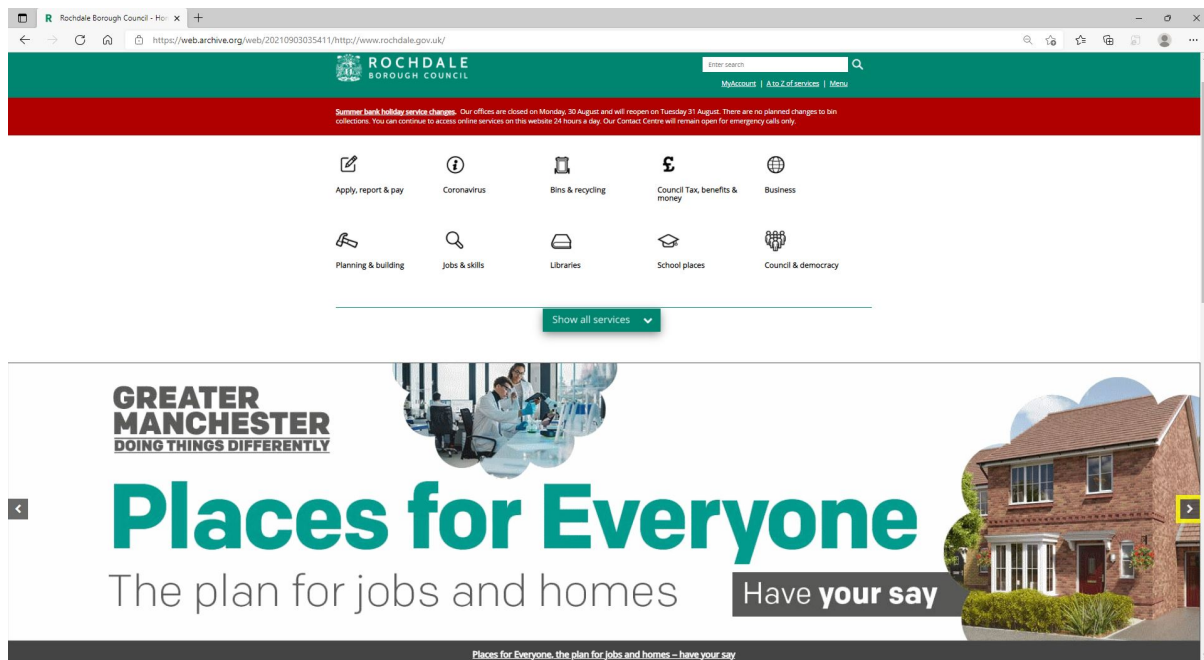 R Rochdale Borough Council - Hor
https://web.archive.org/web/20210903035411/http://www.rochdale.gov.uk/
ROCHDALE
BOROUGH COUNCIL
Enter search
MyAccount | A to Z of services | Menu
Summer bank holiday service changes. Our offices are closed on Monday, 30 August and will reopen on Tuesday 31 August. There are no planned changes to bin
collections. You can continue to access online services on this website 24 hours a day. Our Contact Centre will remain open for emergency calls only.
Apply, report & pay
Coronavirus
Bins & recycling
Council Tax, benefits &
money
Business
Planning & building
Jobs & skills
Libraries
School places
Council & democracy
Show all services
GREATER
MANCHESTER
DOING THINGS DIFFERENTLY
Places for Everyone
The plan for jobs and homes
Have your say
Places for Everyone, the plan for jobs and homes – have your say